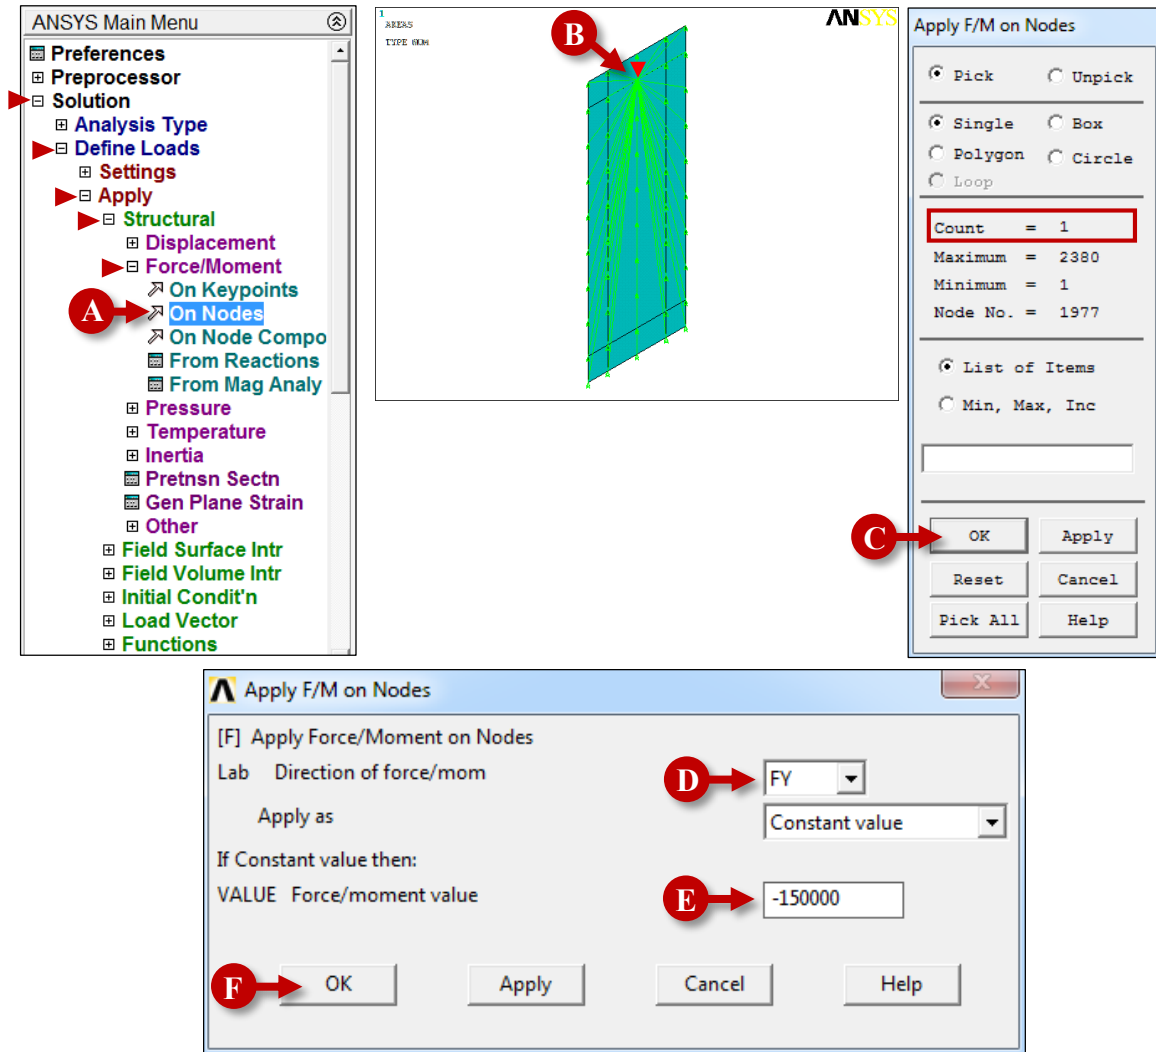 ANSYS Main Menu
Preferences
Preprocessor
Solution
Analysis Type
Define Loads
Settings
Apply
Structural
Displacement
Force/Moment
On Keypoints
A
On Nodes
On Node Compo
From Reactions
From Mag Analy
Pressure
Temperature
Inertia
Pretnsn Sectn
Gen Plane Strain
Other
Field Surface Intr
Field Volume Intr
Initial Condit'n
Load Vector
Functions
1
AREAS
TYPE NUM
B
ANSYS
Apply F/M on Nodes
Pick Unpick
Single Box
Polygon Circle
Loop
Count = 1
Maximum = 2380
Minimum = 1
Node No. = 1977
List of Items
Min, Max, Inc
C
OK Apply
Reset Cancel
Pick All Help
Apply F/M on Nodes
[F] Apply Force/Moment on Nodes
Lab Direction of force/mom D FY
Apply as Constant value
If Constant value then:
VALUE Force/moment value E -150000
F OK Apply Cancel Help